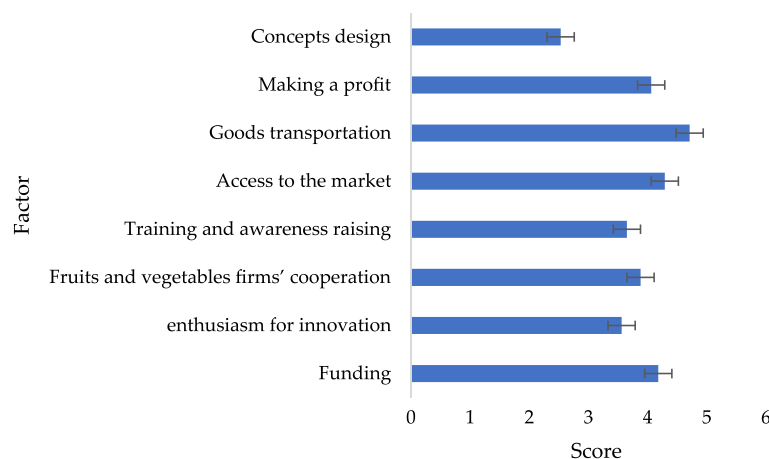 Concepts design
Making a profit
Goods transportation
Access to the market
Training and awareness raising
Fruits and vegetables firms’ cooperation
enthusiasm for innovation
Funding
Factor
0 1 2 3 4 5 6
Score